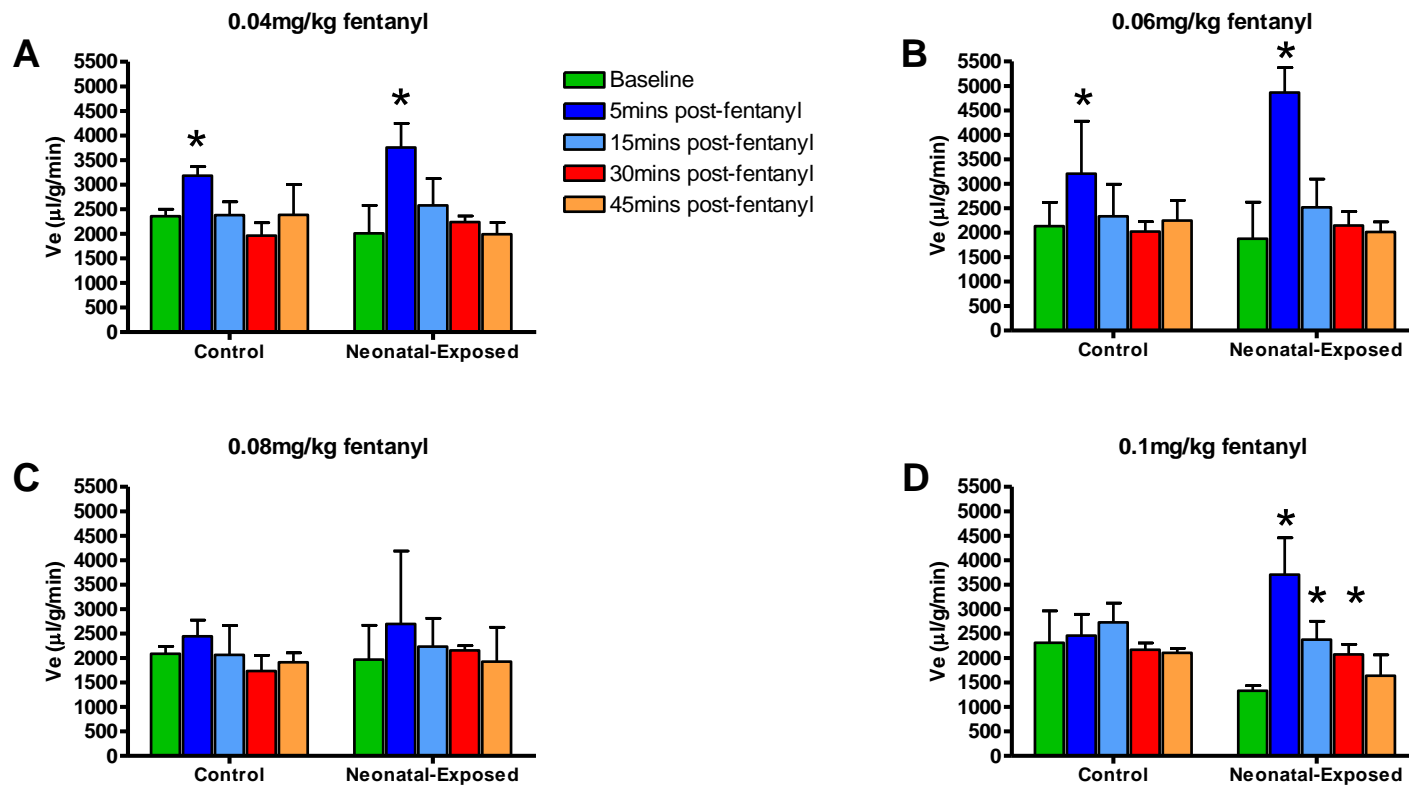 0.04mg/kg fentanyl
A
5500
5000
4500
4000
3500
3000
2500
2000
1500
1000
500
0
Ve (µl/g/min)
*
*
Control
Neonatal-Exposed
Baseline
5mins post-fentanyl
15mins post-fentanyl
30mins post-fentanyl
45mins post-fentanyl
0.06mg/kg fentanyl
B
5500
5000
4500
4000
3500
3000
2500
2000
1500
1000
500
0
Ve (µl/g/min)
*
*
Control
Neonatal-Exposed
0.08mg/kg fentanyl
C
5500
5000
4500
4000
3500
3000
2500
2000
1500
1000
500
0
Ve (µl/g/min)
Control
Neonatal-Exposed
0.1mg/kg fentanyl
D
5500
5000
4500
4000
3500
3000
2500
2000
1500
1000
500
0
Ve (µl/g/min)
*
*
*
Control
Neonatal-Exposed